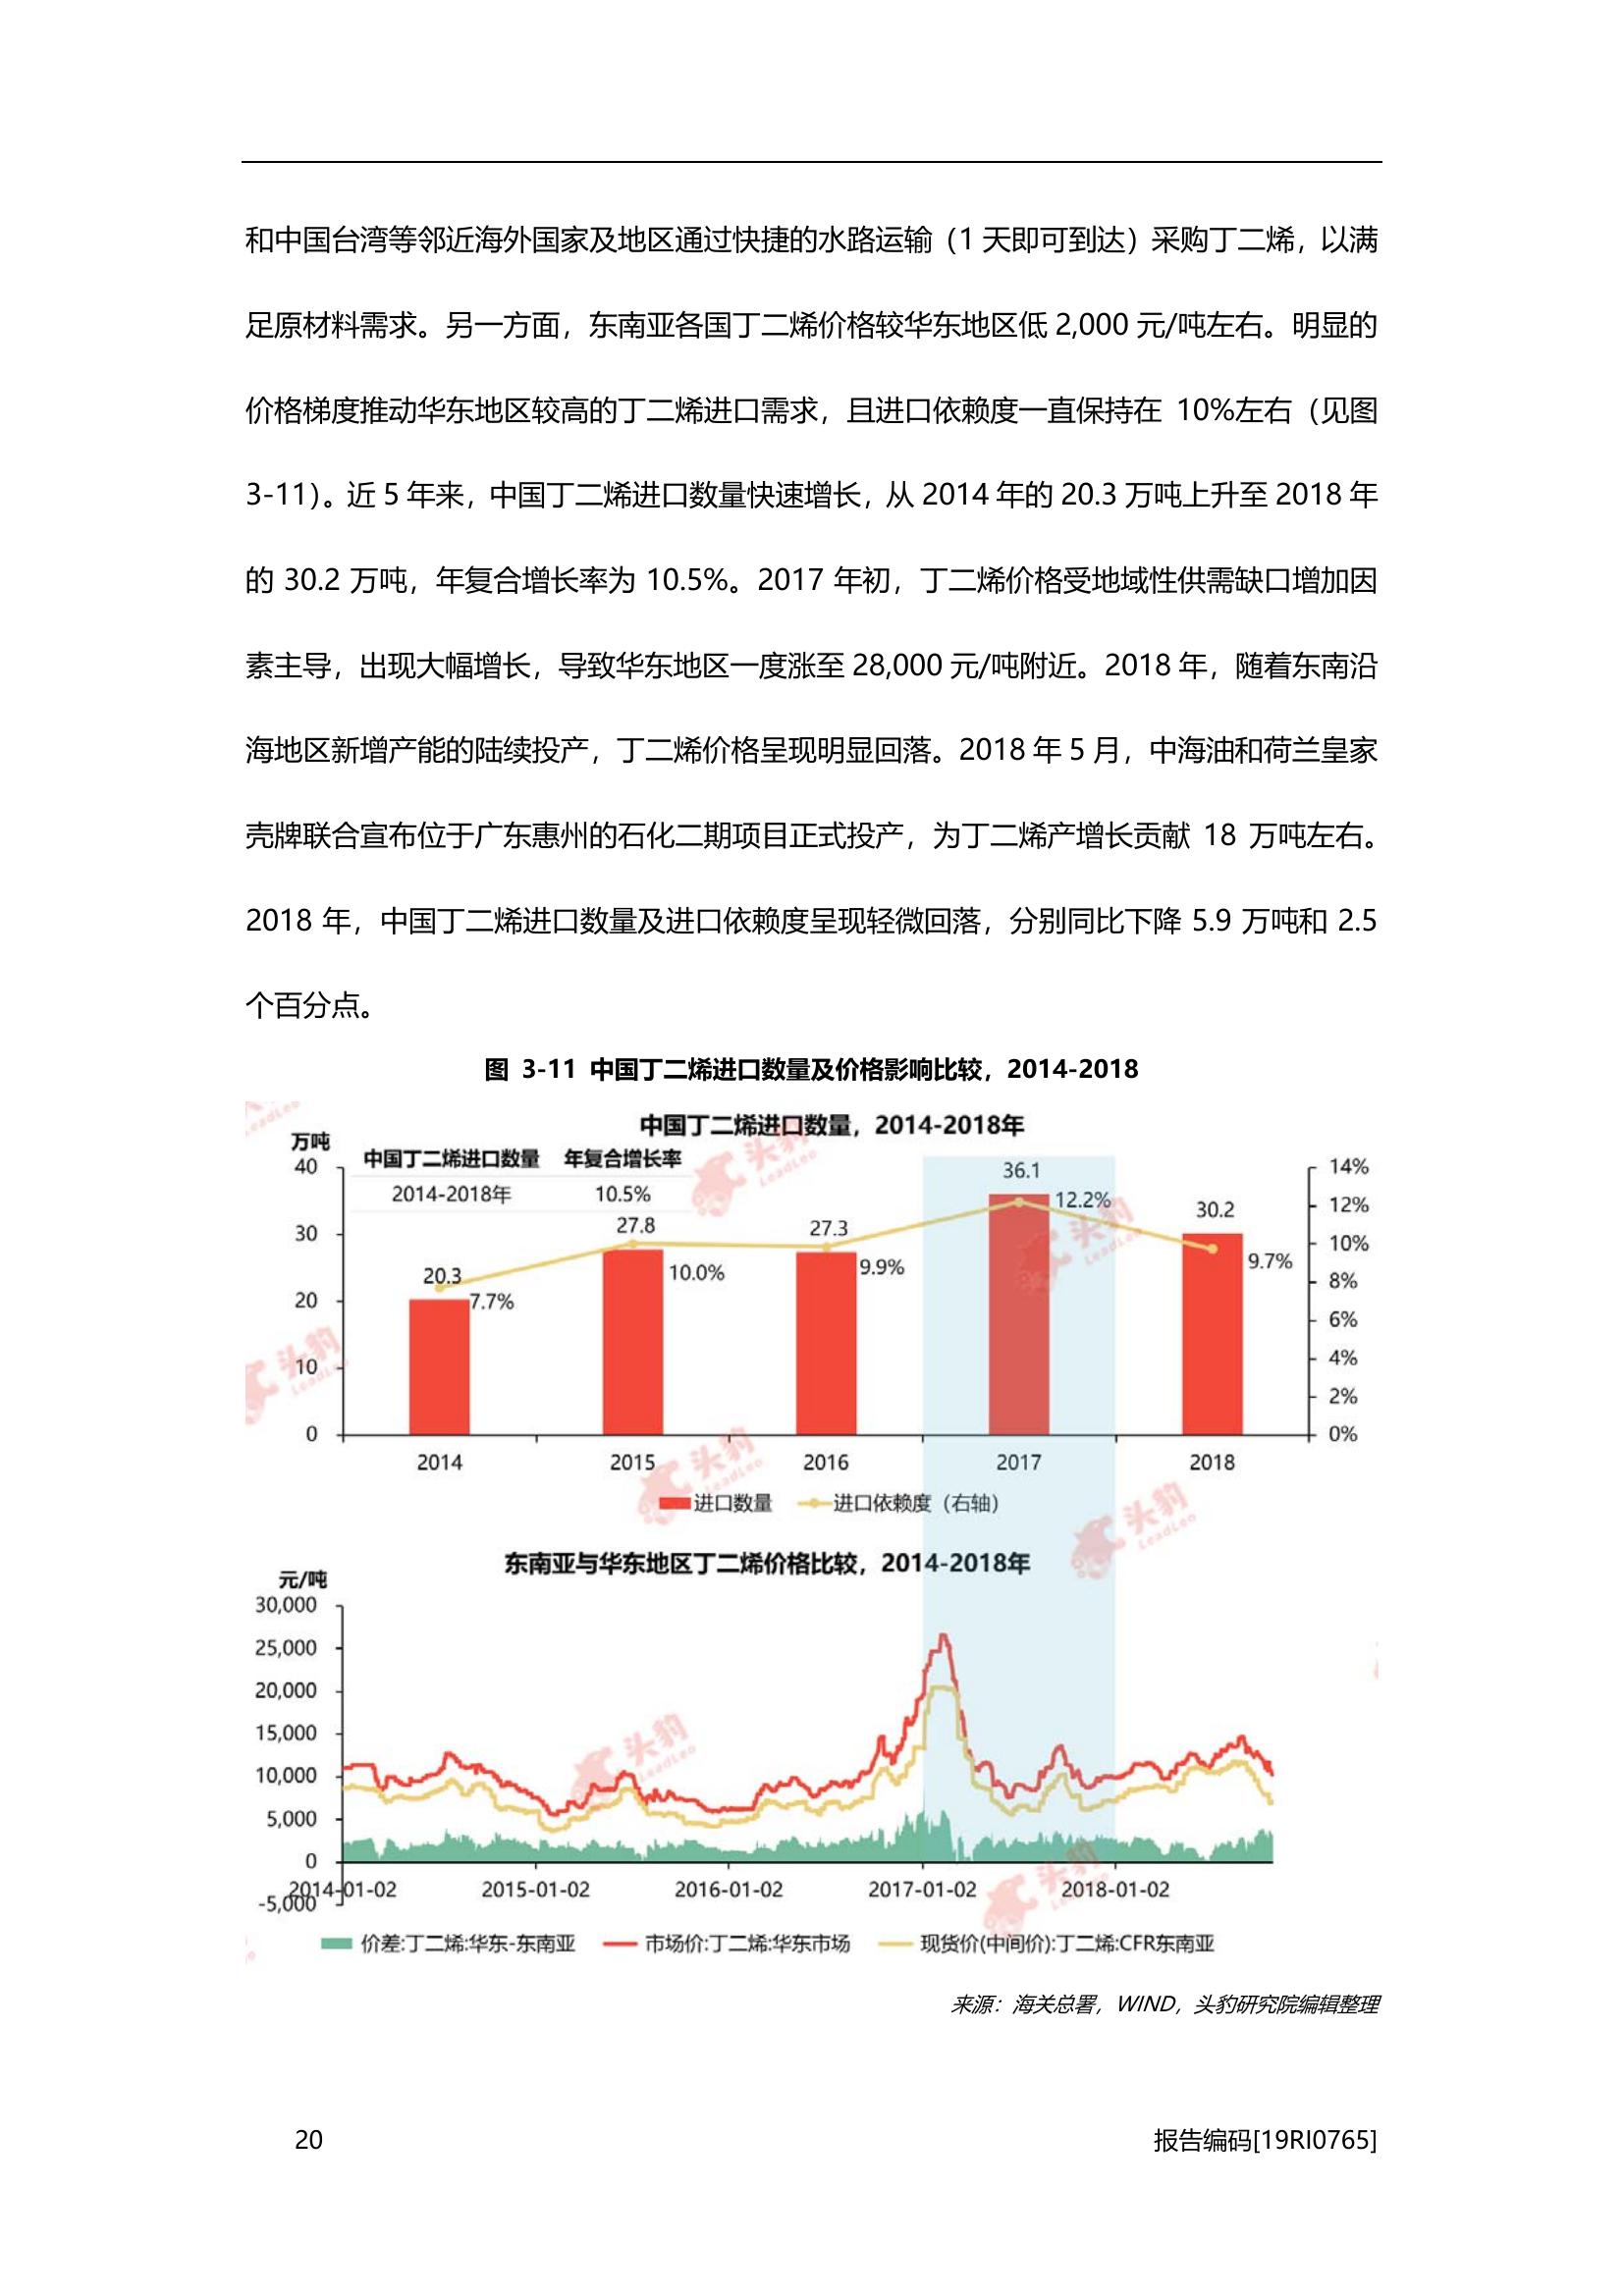 和中国台湾等邻近海外国家及地区通过快捷的水路运输（1 天即可到达）采购丁二烯，以满
足原材料需求。另一方面，东南亚各国丁二烯价格较华东地区低 2,000 元/吨左右。明显的
价格梯度推动华东地区较高的丁二烯进口需求，且进口依赖度一直保持在 10%左右（见图
3-11）。近 5 年来，中国丁二烯进口数量快速增长，从 2014 年的 20.3 万吨上升至 2018 年
的 30.2 万吨，年复合增长率为 10.5%。2017 年初，丁二烯价格受地域性供需缺口增加因
素主导，出现大幅增长，导致华东地区一度涨至 28,000 元/吨附近。2018 年，随着东南沿
海地区新增产能的陆续投产，丁二烯价格呈现明显回落。2018 年 5 月，中海油和荷兰皇家
壳牌联合宣布位于广东惠州的石化二期项目正式投产，为丁二烯产增长贡献 18 万吨左右。
2018 年，中国丁二烯进口数量及进口依赖度呈现轻微回落，分别同比下降 5.9 万吨和 2.5
个百分点。
图 3-11 中国丁二烯进口数量及价格影响比较，2014-2018
中国丁二烯进口数量，2014-2018年
万吨
中国丁二烯进口数量 年复合增长率
2014-2018年 10.5%
40
30
20
10
0
14%
12%
10%
8%
6%
4%
2%
0%
20.3
27.8
27.3
36.1
30.2
7.7%
10.0%
9.9%
12.2%
9.7%
2014 2015 2016 2017 2018
进口数量 进口依赖度（右轴）
东南亚与华东地区丁二烯价格比较，2014-2018年
元/吨
30,000
25,000
20,000
15,000
10,000
5,000
0
-5,000
2014-01-02 2015-01-02 2016-01-02 2017-01-02 2018-01-02
价差:丁二烯:华东-东南亚 市场价:丁二烯:华东市场 现货价(中间价):丁二烯:CFR东南亚
头豹
LeadLeo
来源：海关总署，WIND，头豹研究院编辑整理
20 报告编码[19RI0765]